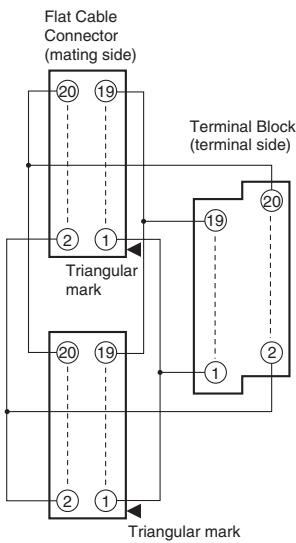 Flat Cable
Connector
(mating side)
20 19
Terminal Block
(terminal side)
20
19
2 1
Triangular
mark
20 19
2
1
2 1
Triangular mark